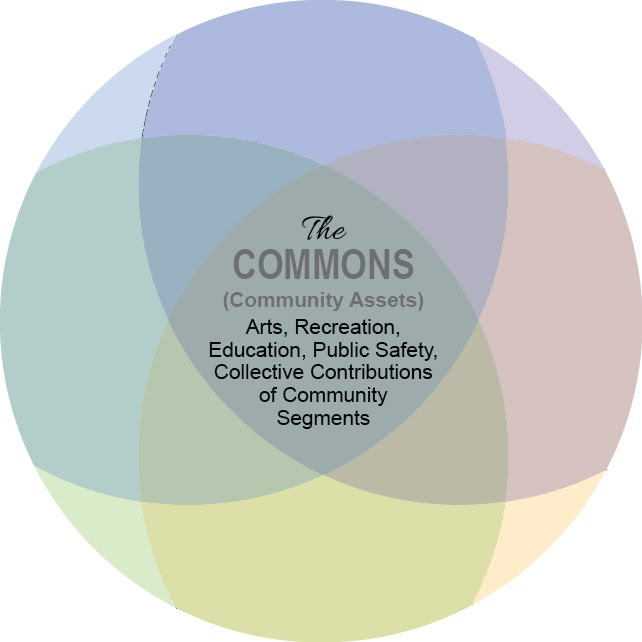 The
COMMONS
(Community Assets)
Arts, Recreation,
Education, Public Safety,
Collective Contributions
of Community
Segments